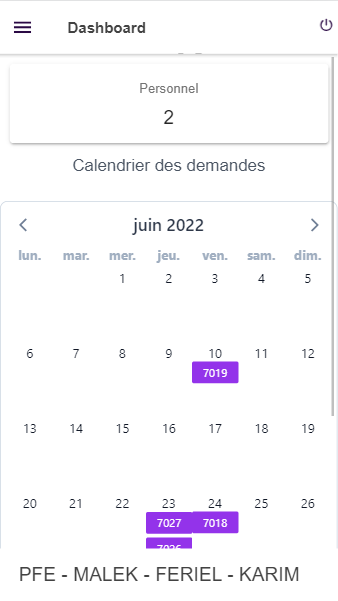 Dashboard
Personnel
2
Calendrier des demandes
juin 2022
lun. mar. mer. jeu. ven. sam. dim.
1 2 3 4 5
6 7 8 9 10 11 12
7019
13 14 15 16 17 18 19
20 21 22 23 24 25 26
7027 7018
7026
PFE - MALEK - FERIEL - KARIM